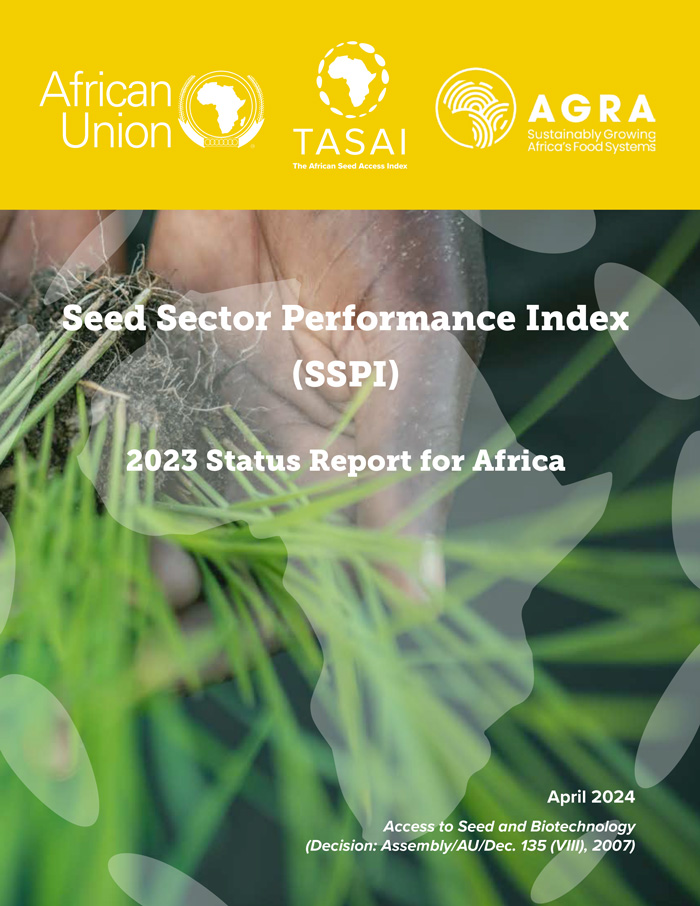 African
Union
TASAI
The African Seed Access Index
AGRA
Sustainably Growing
Africa's Food Systems
Seed Sector Performance Index
(SSPI)
2023 Status Report for Africa
April 2024
Access to Seed and Biotechnology
(Decision: Assembly/AU/Dec. 135 (VIII), 2007)